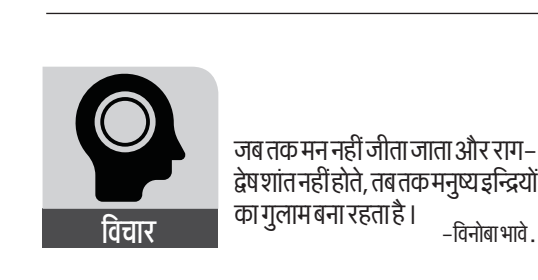 विचार
जब तक मन नहीं जीता जाता और राग-
द्वेष शांत नहीं होते, तब तक मनुष्य इन्द्रियों
का गुलाम बना रहता है।
-विनोबा भावे.